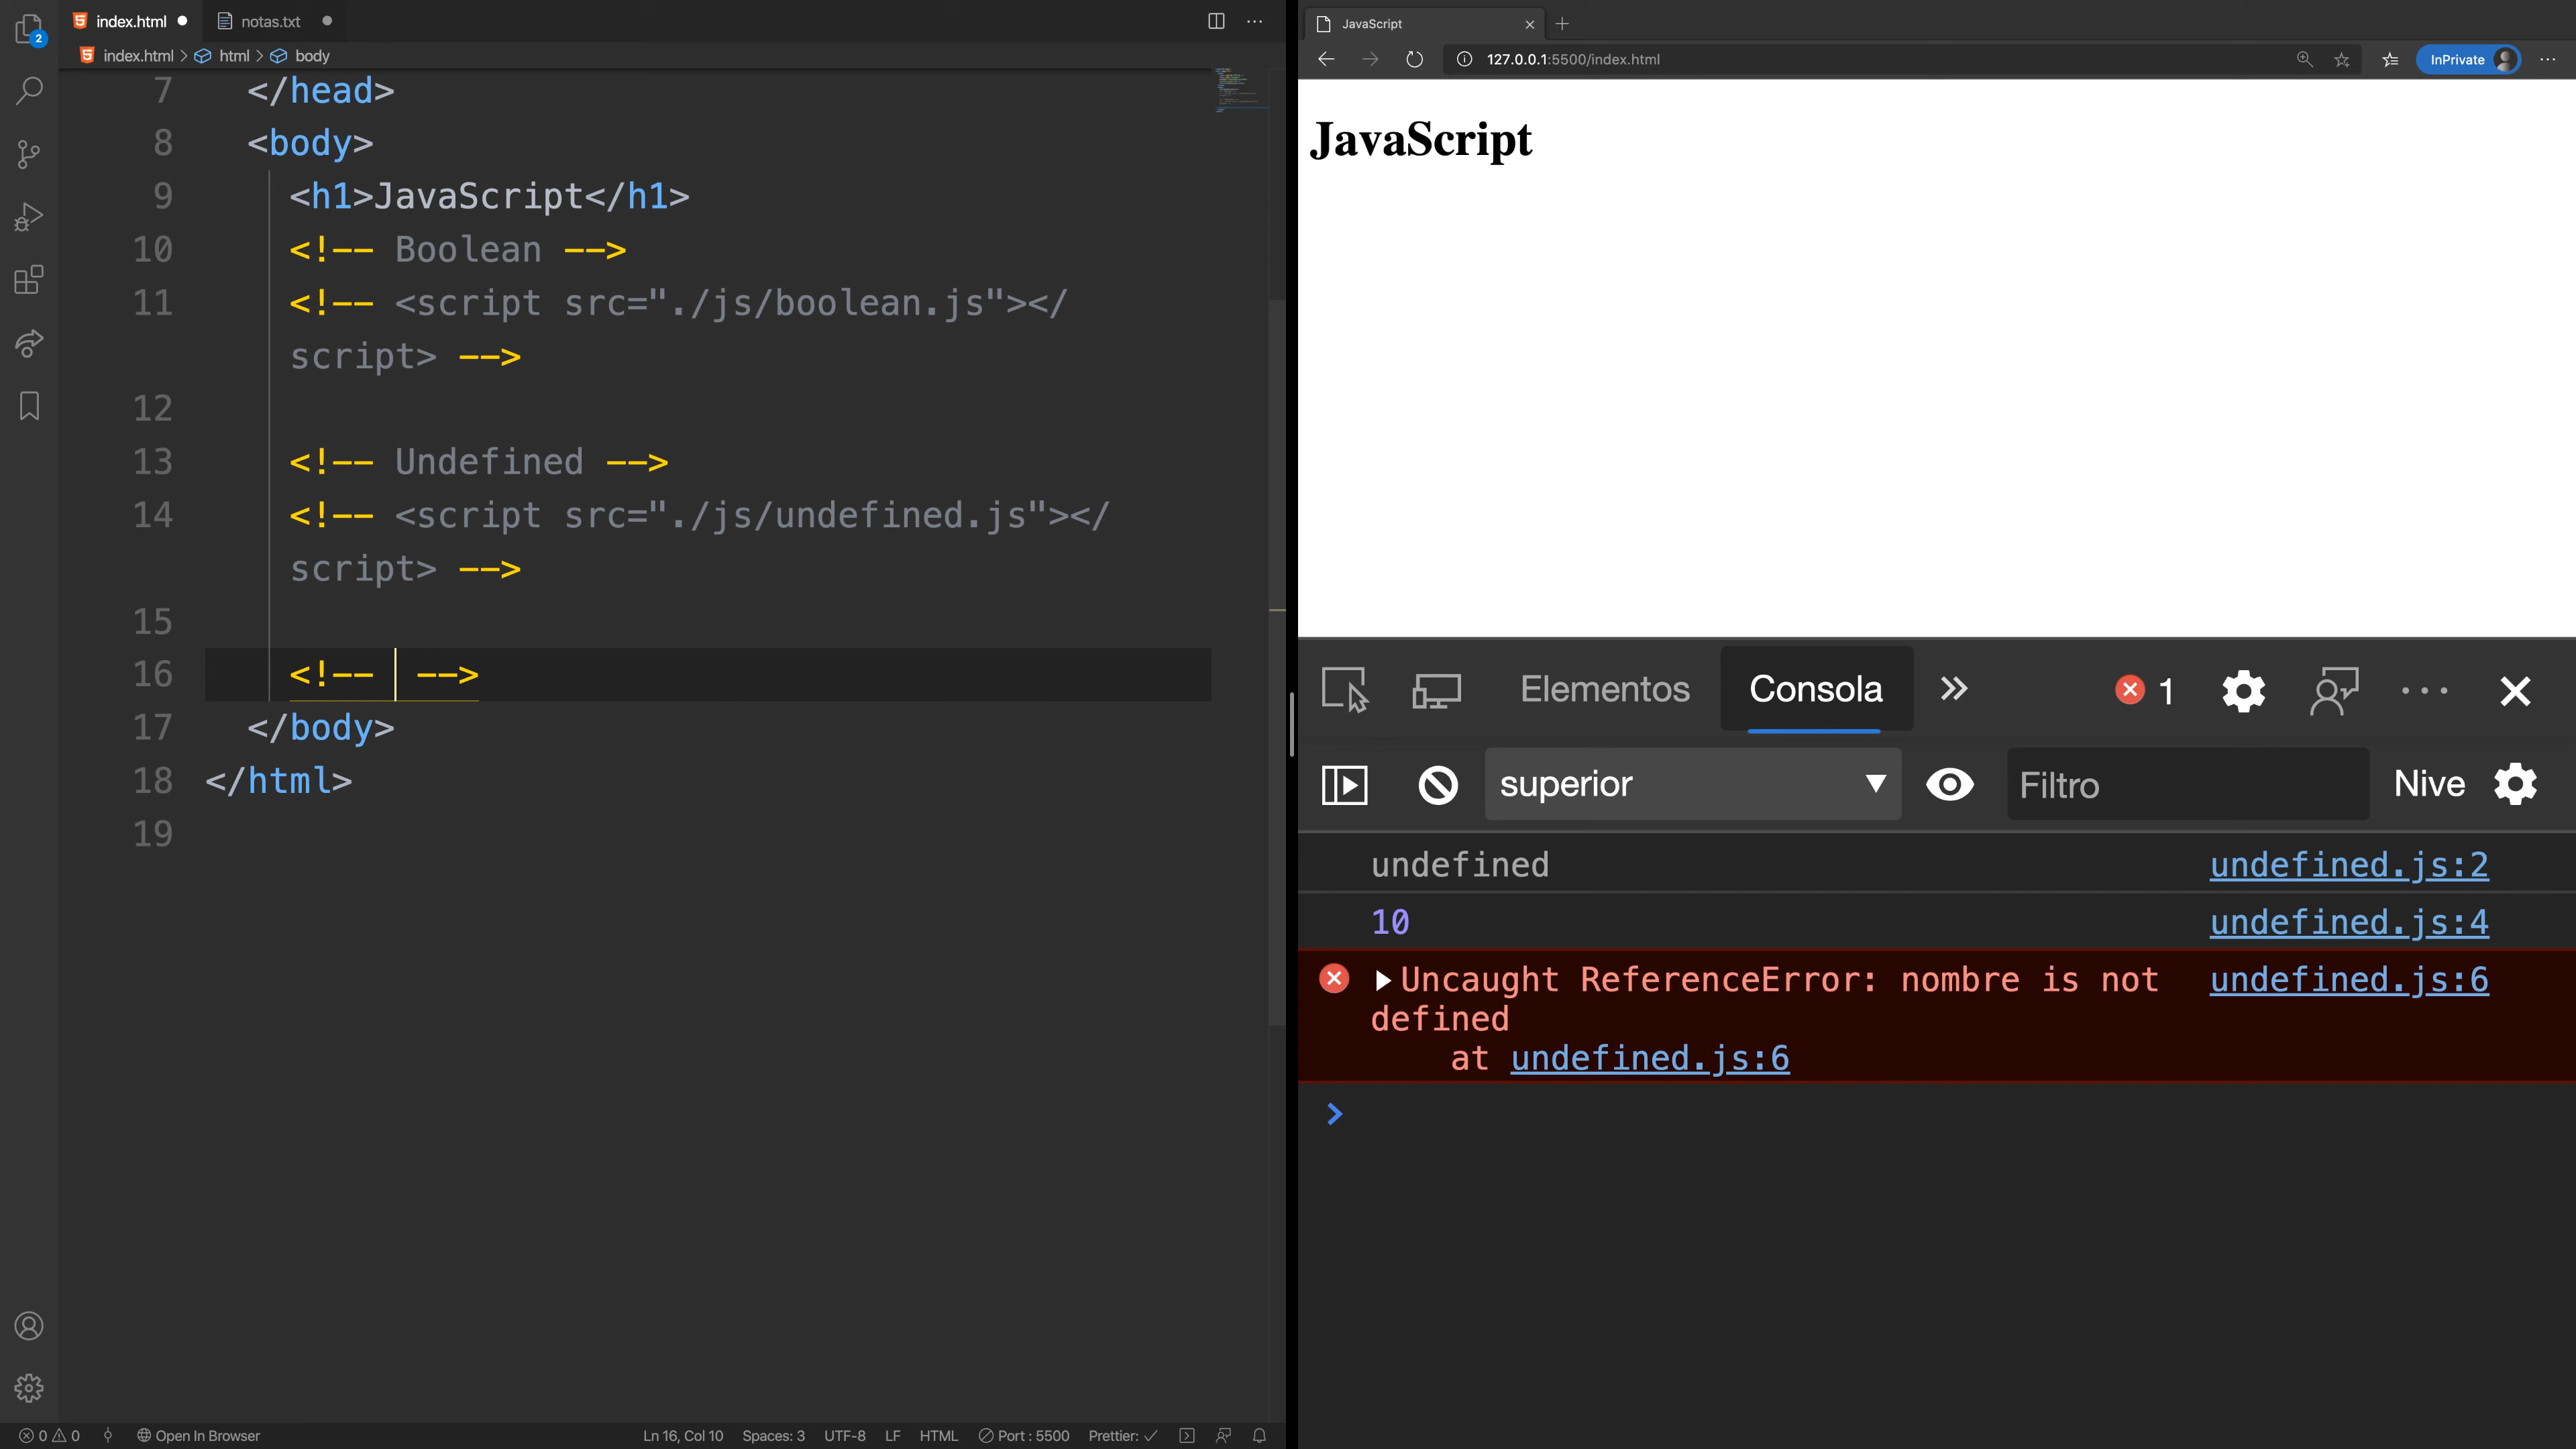 index.html
notas.txt
index.html > html > body
7 </head>
8 <body>
9 <h1>JavaScript</h1>
10 <!-- Boolean -->
11 <!-- <script src="./js/boolean.js"></
script> -->
12
13 <!-- Undefined -->
14 <!-- <script src="./js/undefined.js"></
script> -->
15
16 <!--  -->
17 </body>
18 </html>
19
2
0 0 Open In Browser
Ln 16, Col 10 Spaces: 3 UTF-8 LF HTML Port : 5500 Prettier: ✓
JavaScript
127.0.0.1:5500/index.html
InPrivate
JavaScript
Elementos Consola » 1
superior ▼ Filtro Nive
undefined undefined.js:2
10 undefined.js:4
Uncaught ReferenceError: nombre is not undefined.js:6
defined
at undefined.js:6
>